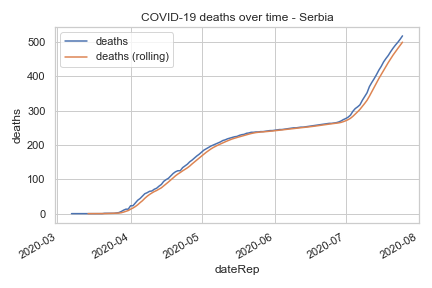 COVID-19 deaths over time - Serbia
deaths
deaths (rolling)
500
400
300
200
100
0
deaths
2020-03
2020-04
2020-05
2020-06
2020-07
2020-08
dateRep